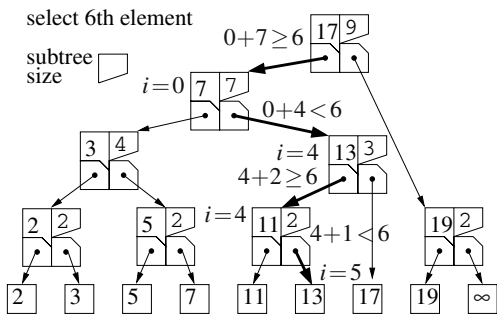 select 6th element
subtree
size
0+7≥6
17 9
i=0
7 7
0+4<6
3 4
i=4
13 3
4+2≥6
2 2
5 2
i=4
11 2
4+1<6
19 2
i=5
2 3 5 7 11 13 17 19 ∞